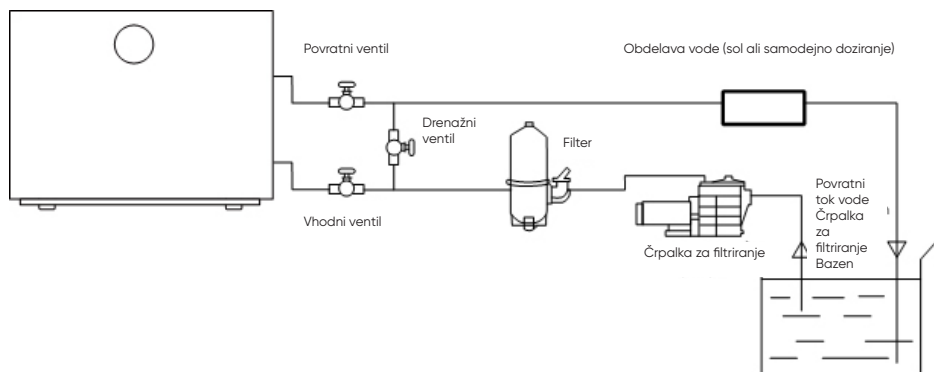 Povratni ventil
Obdelava vode (sol ali samodejno doziranje)
Drenažni
ventil
Filter
Vhodni ventil
Črpalka za filtriranje
Povratni
tok vode
Črpalka
za
filtriranje
Bazen